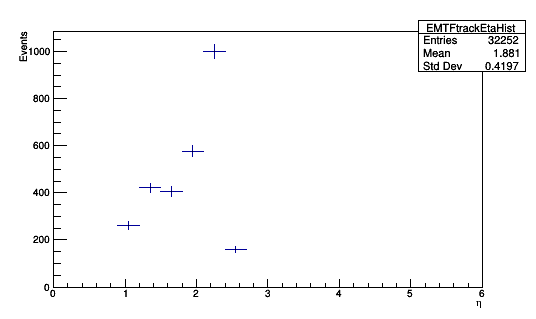 EMTFtrackEtaHist
Entries 32252
Mean 1.881
Std Dev 0.4197
Events
1000
800
600
400
200
0
0 1 2 3 4 5 6
η